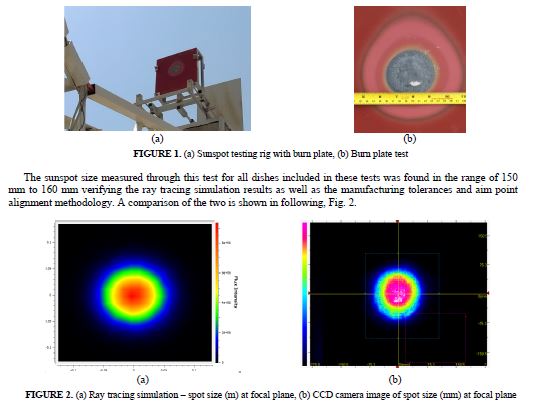 (a)
(b)
FIGURE 1. (a) Sunspot testing rig with burn plate, (b) Burn plate test
The sunspot size measured through this test for all dishes included in these tests was found in the range of 150
mm to 160 mm verifying the ray tracing simulation results as well as the manufacturing tolerances and aim point
alignment methodology. A comparison of the two is shown in following, Fig. 2.
Flux Intensity
(a)
(b)
FIGURE 2. (a) Ray tracing simulation – spot size (m) at focal plane, (b) CCD camera image of spot size (mm) at focal plane